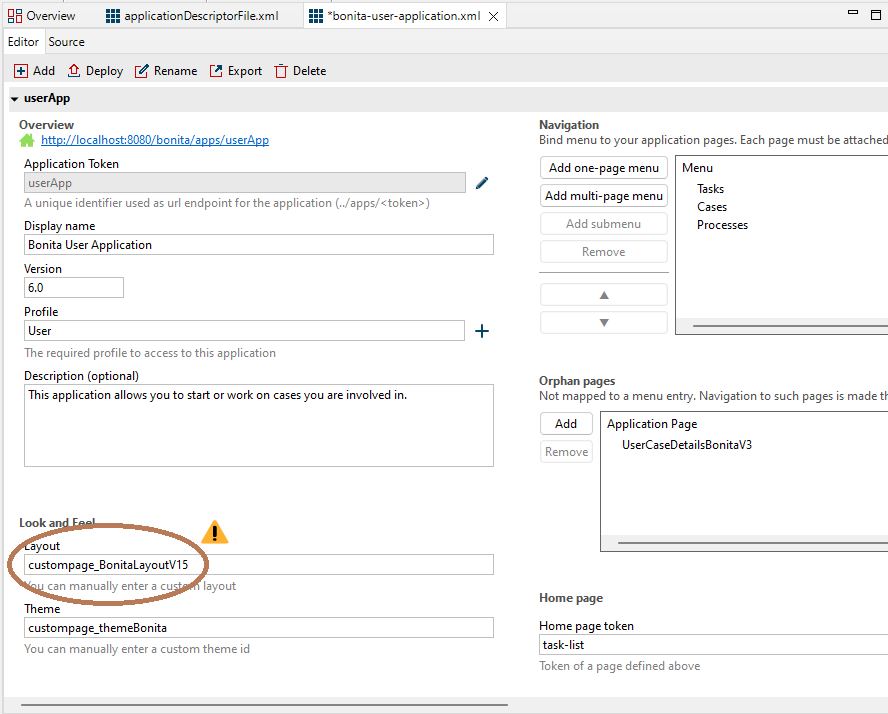 Overview
applicationDescriptorFile.xml
*bonita-user-application.xml
Editor
Source
Add
Deploy
Rename
Export
Delete
userApp
Overview
http://localhost:8080/bonita/apps/userApp
Application Token
userApp
A unique identifier used as url endpoint for the application (../apps/<token>)
Display name
Bonita User Application
Version
6.0
Profile
User
The required profile to access to this application
Description (optional)
This application allows you to start or work on cases you are involved in.
Look and Feel
Layout
custompage_BonitaLayoutV15
You can manually enter a custom layout
Theme
custompage_themeBonita
You can manually enter a custom theme id
Navigation
Bind menu to your application pages. Each page must be attached
Add one-page menu
Add multi-page menu
Add submenu
Remove
Menu
Tasks
Cases
Processes
Orphan pages
Not mapped to a menu entry. Navigation to such pages is made th
Add
Remove
Application Page
UserCaseDetailsBonitaV3
Home page
Home page token
task-list
Token of a page defined above